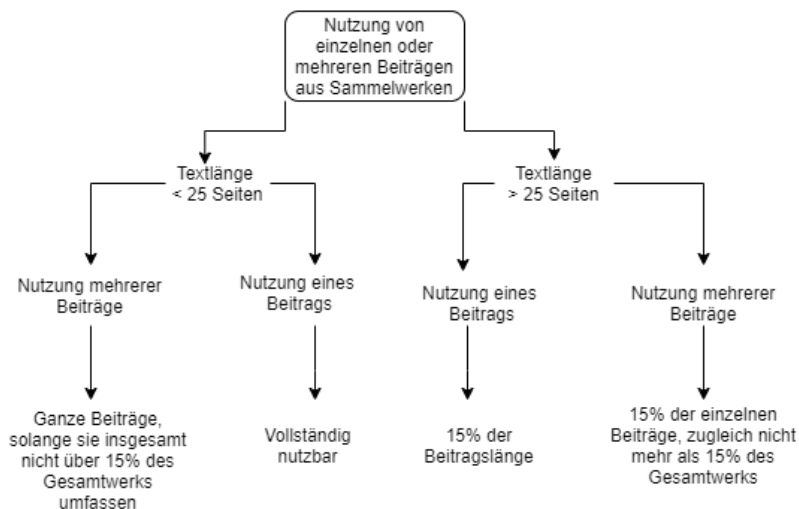 Nutzung von
einzelnen oder
mehreren Beiträgen
aus Sammelwerken
Textlänge
< 25 Seiten
Textlänge
> 25 Seiten
Nutzung mehrerer
Beiträge
Nutzung eines
Beitrags
Nutzung eines
Beitrags
Nutzung mehrerer
Beiträge
Ganze Beiträge,
solange sie insgesamt
nicht über 15% des
Gesamtwerks
umfassen
Vollständig
nutzbar
15% der
Beitragslänge
15% der einzelnen
Beiträge, zugleich nicht
mehr als 15% des
Gesamtwerks